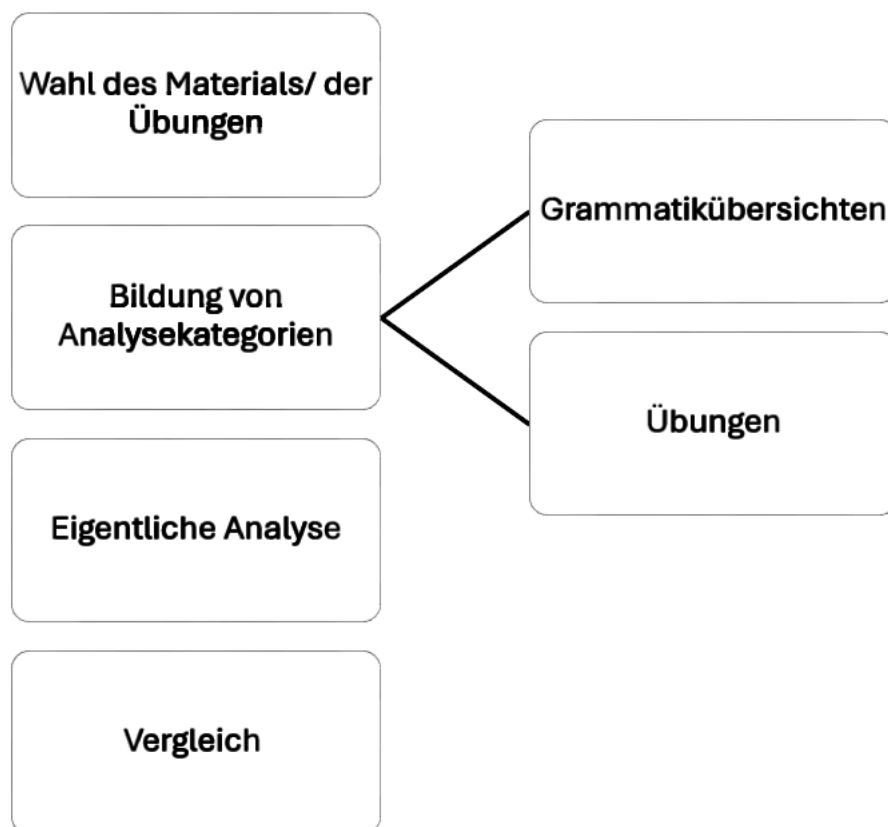 Wahl des Materials/ der
Übungen
Bildung von
Analysekategorien
Eigentliche Analyse
Vergleich
Grammatikübersichten
Übungen